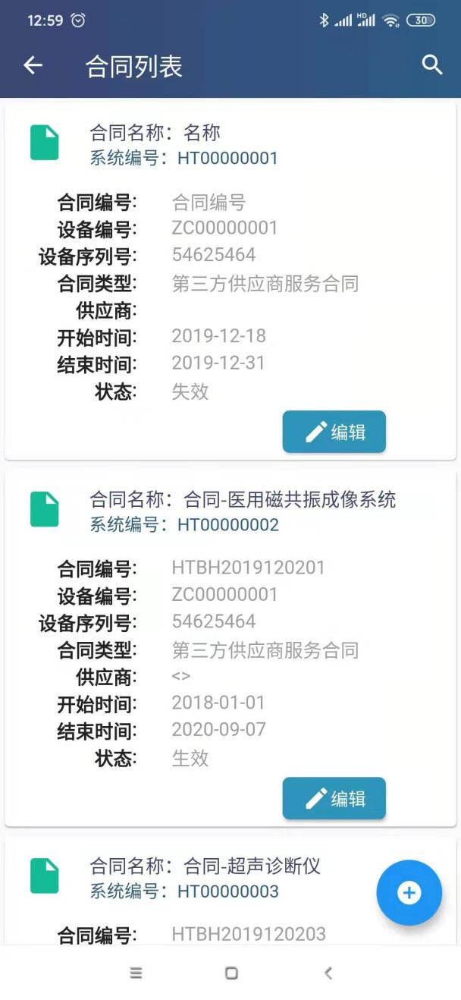 12:59
HD
30
合同列表
合同名称：名称
系统编号：HT00000001
合同编号: 合同编号
设备编号: ZC00000001
设备序列号: 54625464
合同类型: 第三方供应商服务合同
供应商:
开始时间: 2019-12-18
结束时间: 2019-12-31
状态: 失效
编辑
合同名称：合同-医用磁共振成像系统
系统编号：HT00000002
合同编号: HTBH2019120201
设备编号: ZC00000001
设备序列号: 54625464
合同类型: 第三方供应商服务合同
供应商: <>
开始时间: 2018-01-01
结束时间: 2020-09-07
状态: 生效
编辑
合同名称：合同-超声诊断仪
系统编号：HT00000003
合同编号: HTBH2019120203